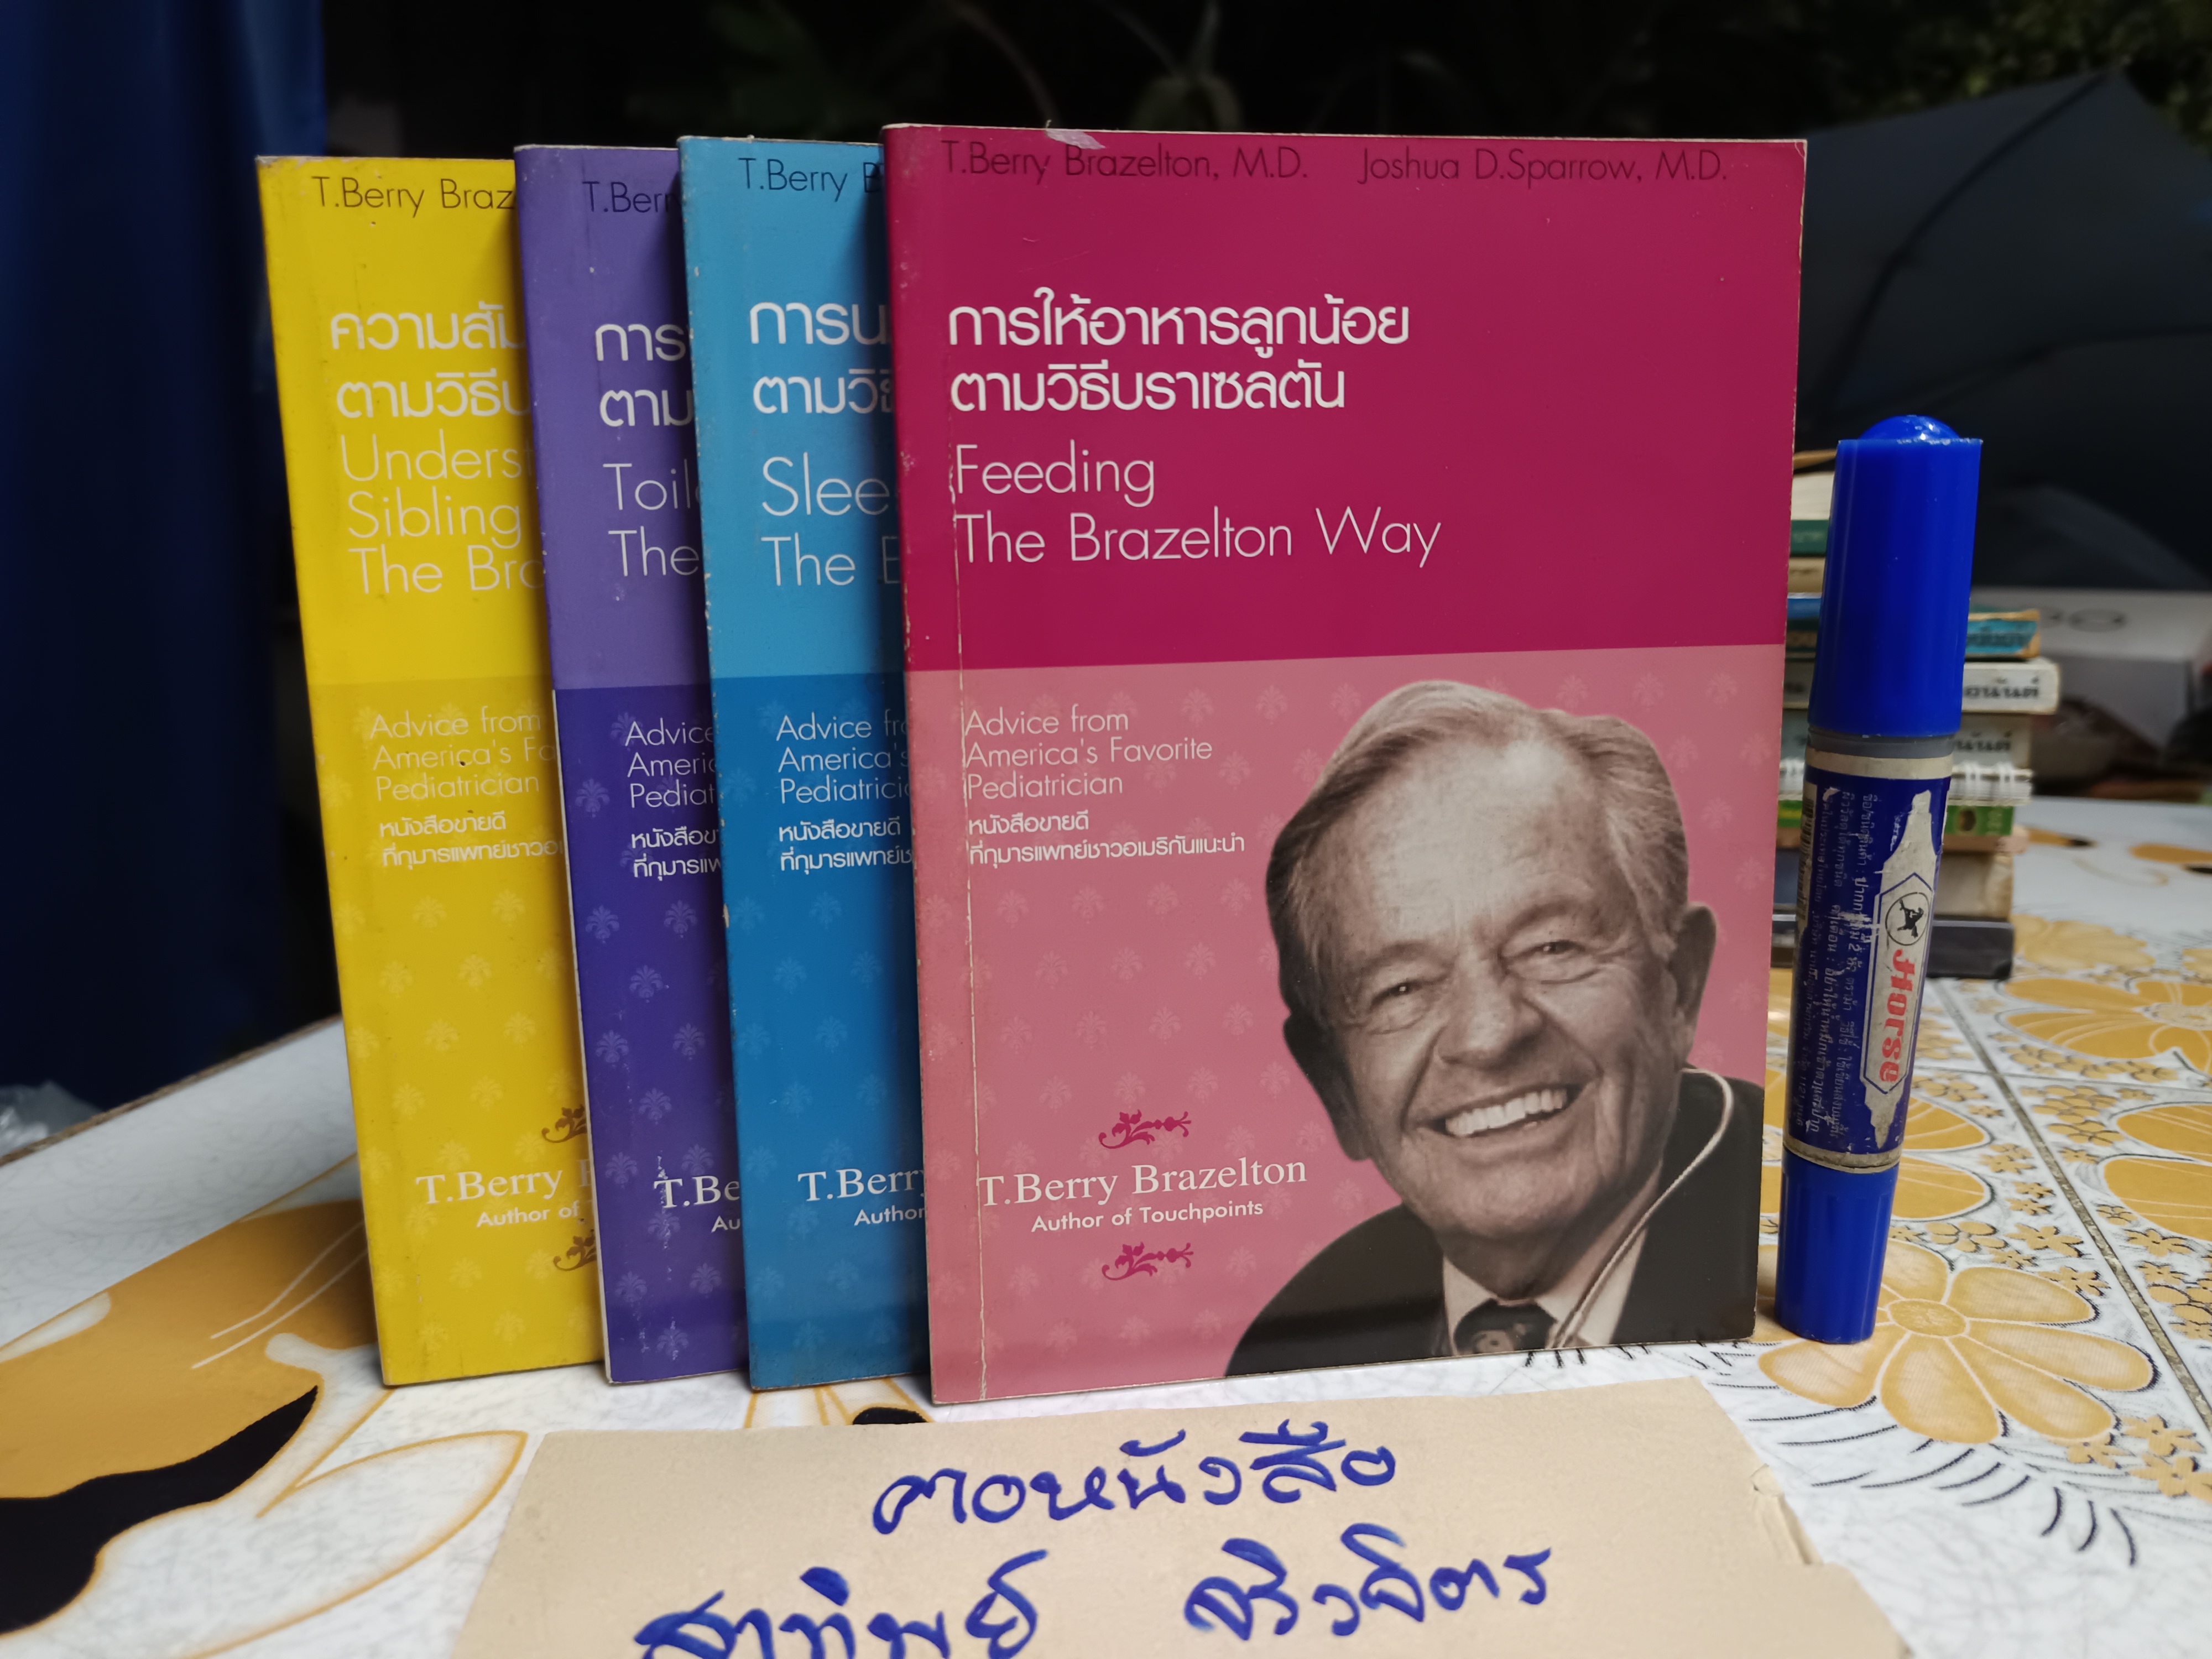 T.Berry Braz
ความสัม
ตามวิธีบ
Underst
Sibling
The Bra
Advice from
America's Fa
Pediatrician
หนังสือขายดี
ที่กุมารแพทย์ชาวอ
T.Berry B
Author of
T.Berr
การ
ตาม
Toil
The
Advice
Americ
Pediat
หนังสือข
ที่กุมารแพ
T.Be
Au
T.Berry B
การน
ตามวิธี
Slee
The B
Advice fr
America's
Pediatrici
หนังสือขายดี
ที่กุมารแพทย์ช
T.Berry
Author
T.Berry Brazelton, M.D. Joshua D.Sparrow, M.D.
การให้อาหารลูกน้อย
ตามวิธีบราเซลตัน
Feeding
The Brazelton Way
Advice from
America's Favorite
Pediatrician
หนังสือขายดี
ที่กุมารแพทย์ชาวอเมริกันแนะนำ
T.Berry Brazelton
Author of Touchpoints
Horse
คอหนังสือ